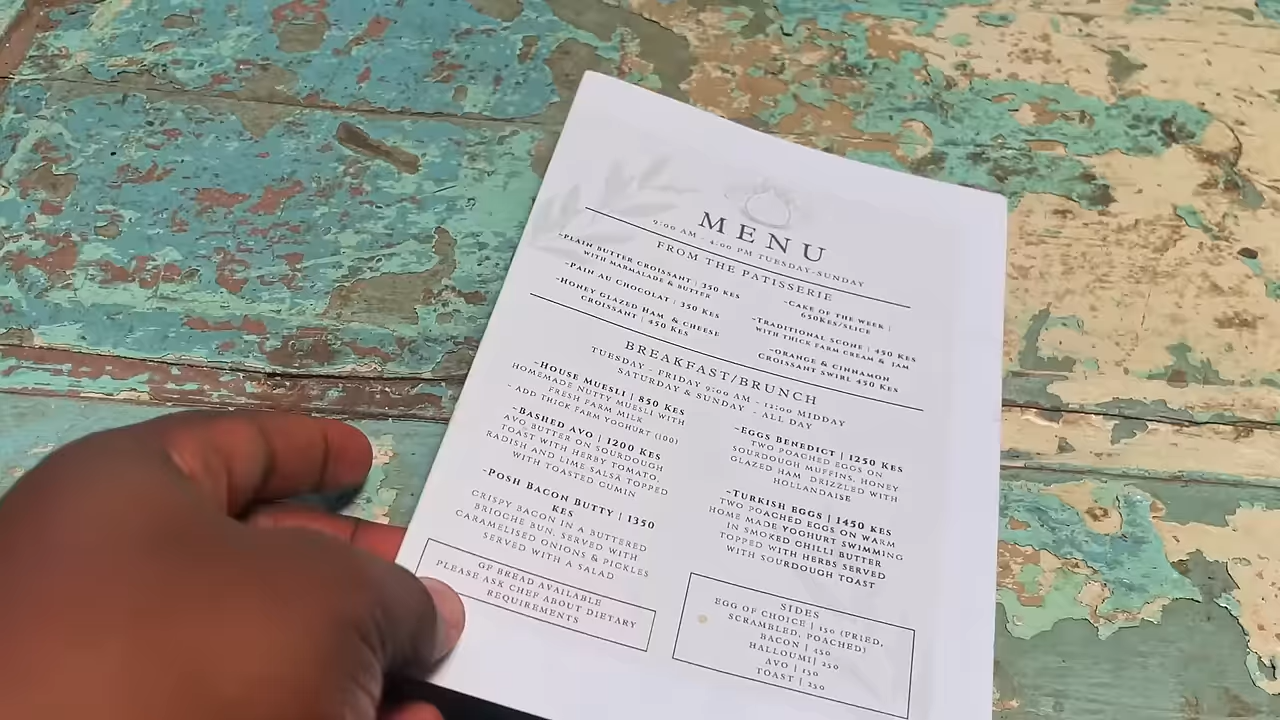 MENU
9:00 AM - 4:00 PM TUESDAY-SUNDAY
FROM THE PATISSERIE
~PLAIN BUTTER CROISSANT | 350 KES
WITH MARMALADE & BUTTER
~PAIN AU CHOCOLAT | 350 KES
~HONEY GLAZED HAM & CHEESE
CROISSANT | 450 KES
~CAKE OF THE WEEK |
650KES/SLICE
~TRADITIONAL SCONE | 450 KES
WITH THICK FARM CREAM & JAM
~ORANGE & CINNAMON
CROISSANT SWIRL 450 KES
BREAKFAST/BRUNCH
TUESDAY - FRIDAY 9:00 AM - 12:00 MIDDAY
SATURDAY & SUNDAY - ALL DAY
~HOUSE MUESLI | 850 KES
HOMEMADE NUTTY MUESLI WITH
FRESH FARM MILK
~ADD THICK FARM YOGHURT (100)
~BASHED AVO | 1200 KES
AVO BUTTER ON SOURDOUGH
TOAST WITH HERBY TOMATO,
RADISH AND LIME SALSA TOPPED
WITH TOASTED CUMIN
~POSH BACON BUTTY | 1350
KES
CRISPY BACON IN A BUTTERED
BRIOCHE BUN, SERVED WITH
CARAMELISED ONIONS & PICKLES
SERVED WITH A SALAD
~EGGS BENEDICT | 1250 KES
TWO POACHED EGGS ON
SOURDOUGH MUFFINS, HONEY
GLAZED HAM, DRIZZLED WITH
HOLLANDAISE
~TURKISH EGGS | 1450 KES
TWO POACHED EGGS ON WARM
HOME MADE YOGHURT SWIMMING
IN SMOKED CHILLI BUTTER
TOPPED WITH HERBS SERVED
WITH SOURDOUGH TOAST
GF BREAD AVAILABLE
PLEASE ASK CHEF ABOUT DIETARY
REQUIREMENTS
SIDES
EGG OF CHOICE | 150 (FRIED,
SCRAMBLED, POACHED)
BACON | 450
HALLOUMI| 250
AVO | 150
TOAST | 250